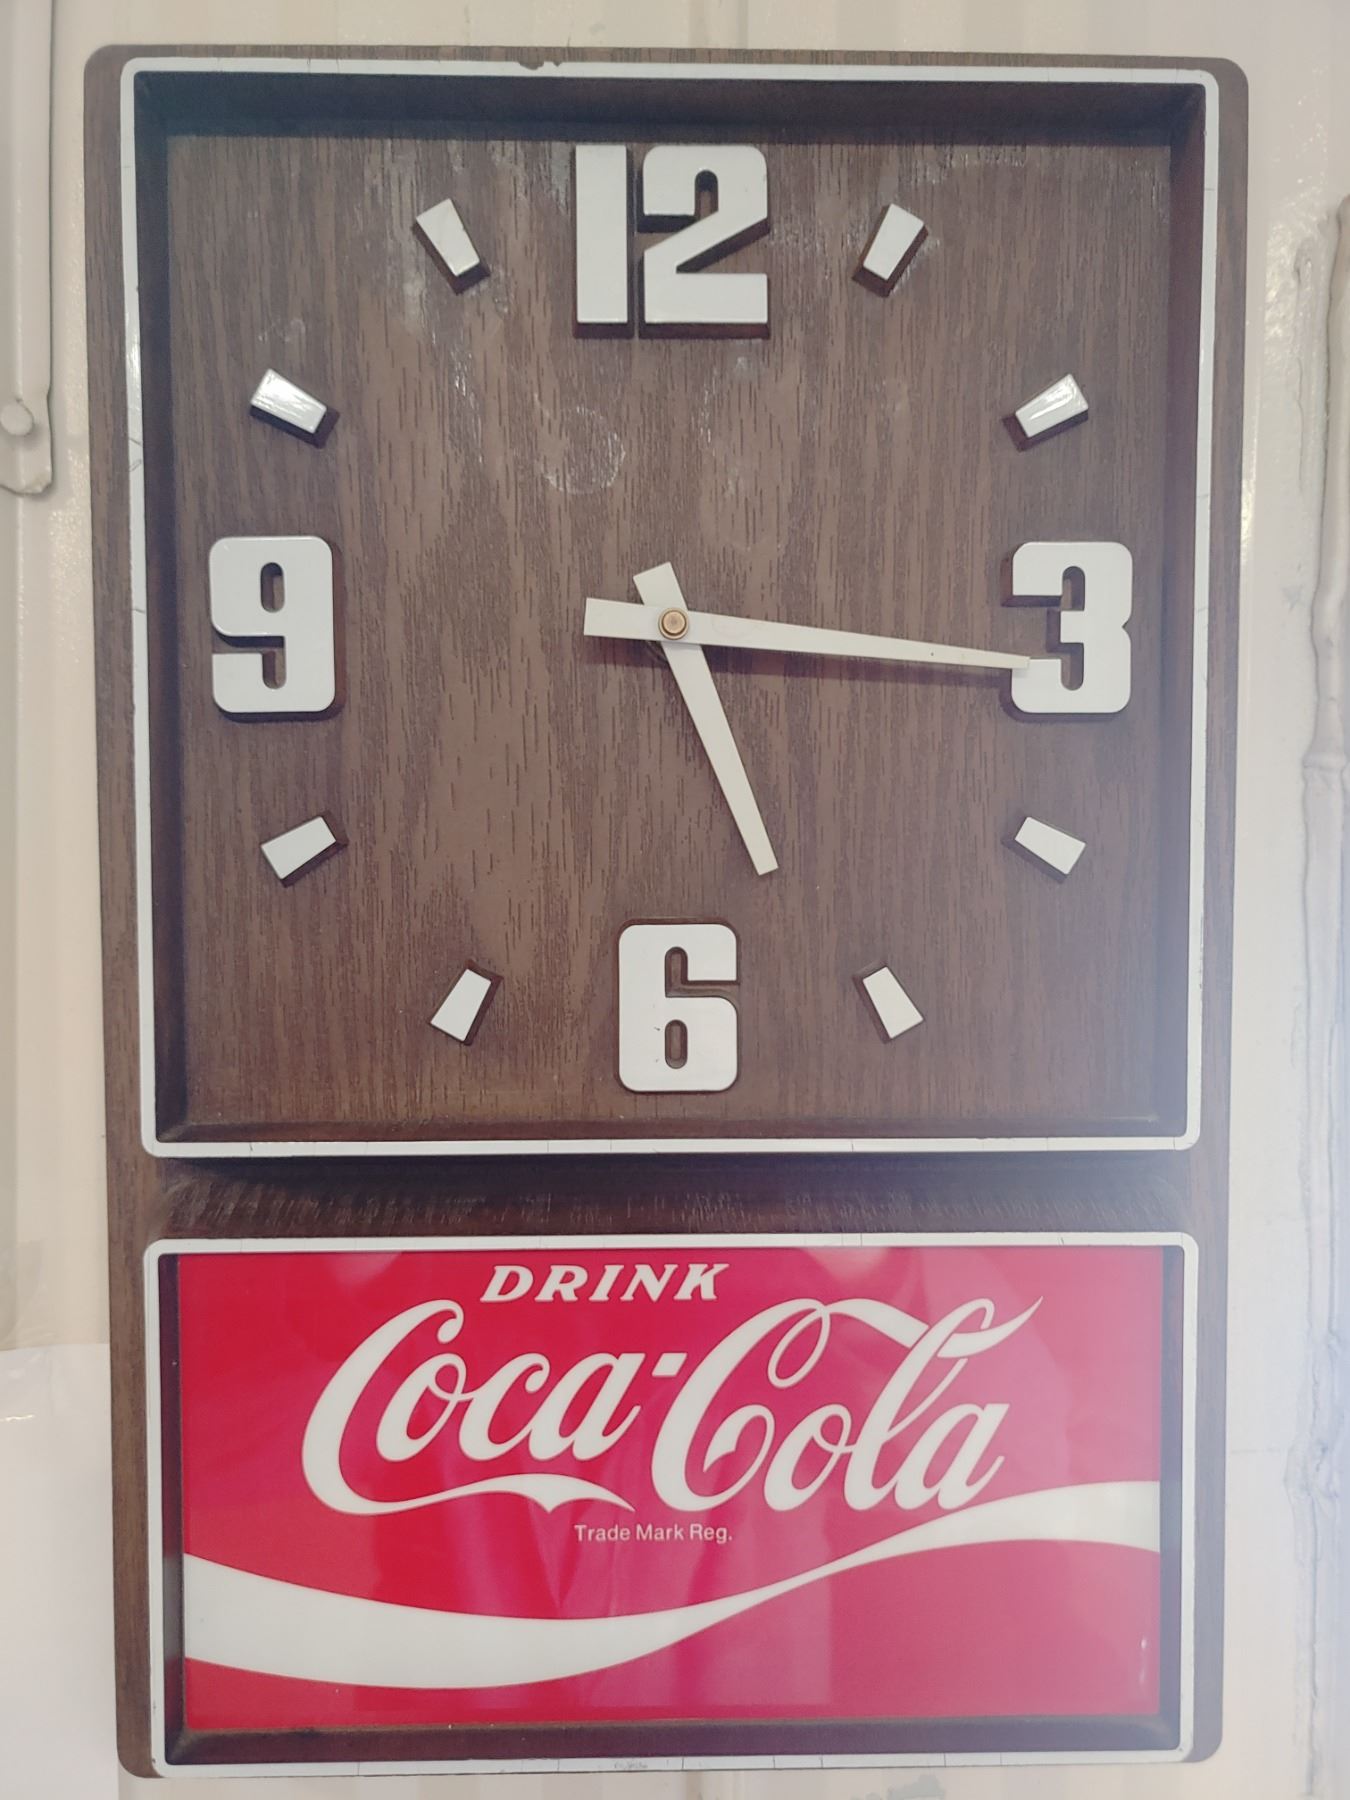 12
9
3
6
DRINK
Coca-Cola
Trade Mark Reg.